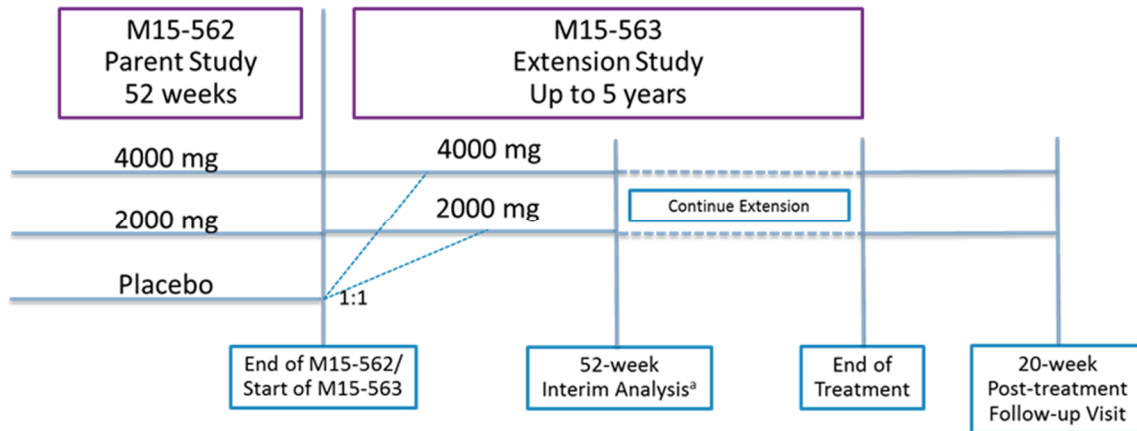 M15-562
Parent Study
52 weeks
M15-563
Extension Study
Up to 5 years
4000 mg
4000 mg
2000 mg
2000 mg
Continue Extension
Placebo
1:1
End of M15-562/
Start of M15-563
52-week
Interim Analysisᵃ
End of
Treatment
20-week
Post-treatment
Follow-up Visit